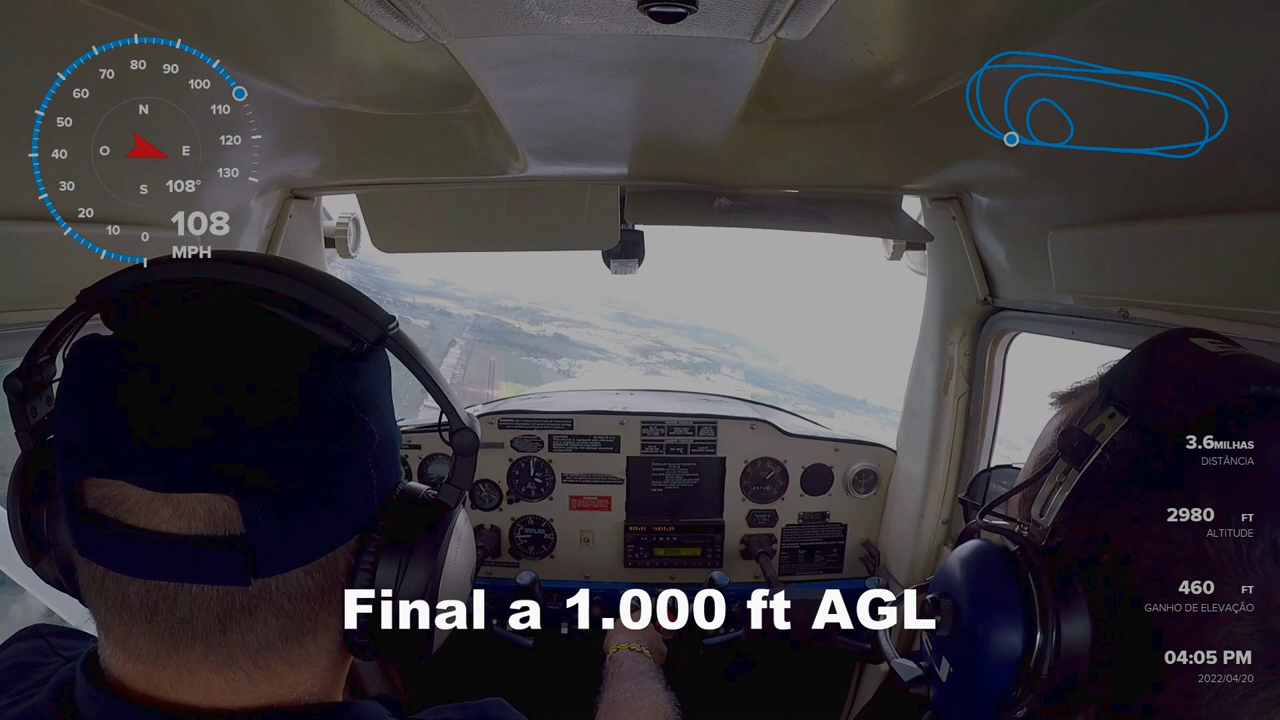 80
70
90
60
100
N
50
110
40
O
E
120
30
S
108°
130
20
10
0
108
MPH
3.6MILHAS
DISTÂNCIA
2980 FT
ALTITUDE
460 FT
GANHO DE ELEVAÇÃO
04:05 PM
2022/04/20
Final a 1.000 ft AGL